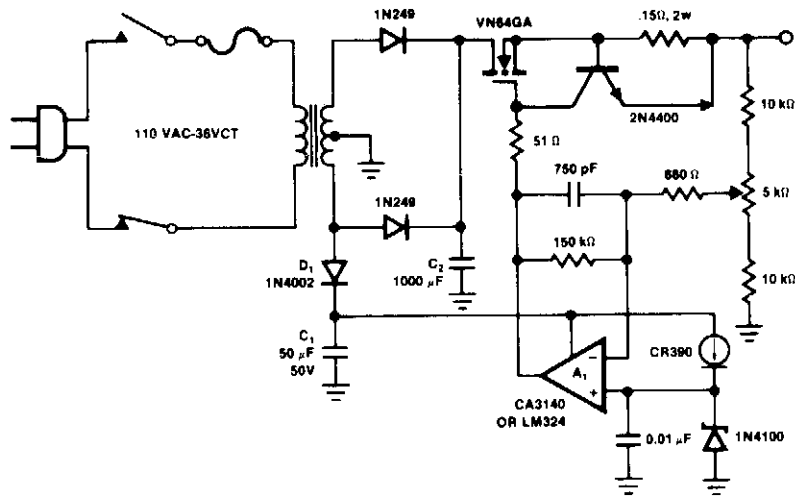 1N249
VN64GA
.15Ω, 2w
2N4400
10 kΩ
110 VAC-36VCT
51 Ω
750 pF
680 Ω
5 kΩ
1N249
D1
1N4002
C2
1000 µF
150 kΩ
10 kΩ
C1
50 µF
50V
A1
−
+
CR390
CA3140
OR LM324
0.01 µF
1N4100